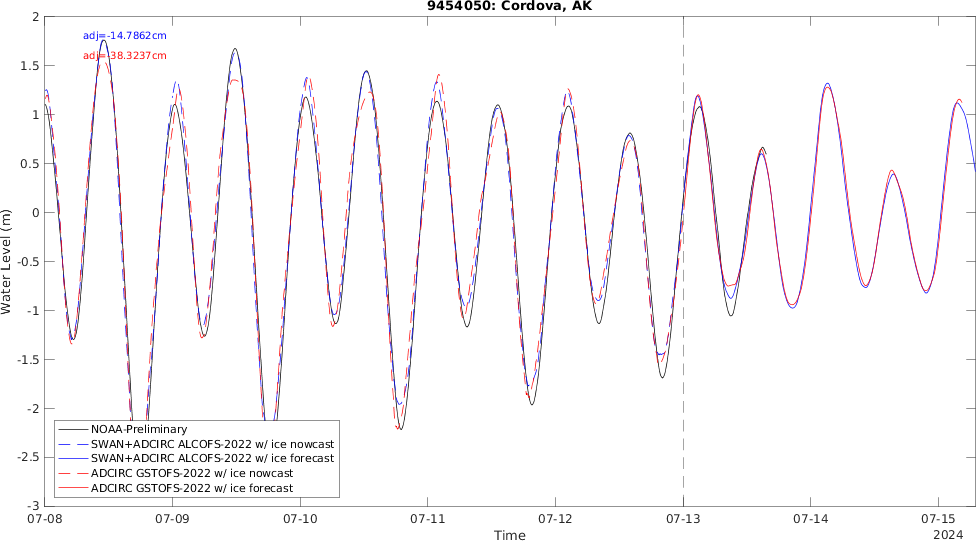 9454050: Cordova, AK
adj=-14.7862cm
adj=-38.3237cm
Water Level (m)
2
1.5
1
0.5
0
-0.5
-1
-1.5
-2
-2.5
-3
NOAA-Preliminary
SWAN+ADCIRC ALCOFS-2022 w/ ice nowcast
SWAN+ADCIRC ALCOFS-2022 w/ ice forecast
ADCIRC GSTOFS-2022 w/ ice nowcast
ADCIRC GSTOFS-2022 w/ ice forecast
07-08 07-09 07-10 07-11 07-12 07-13 07-14 07-15
Time
2024